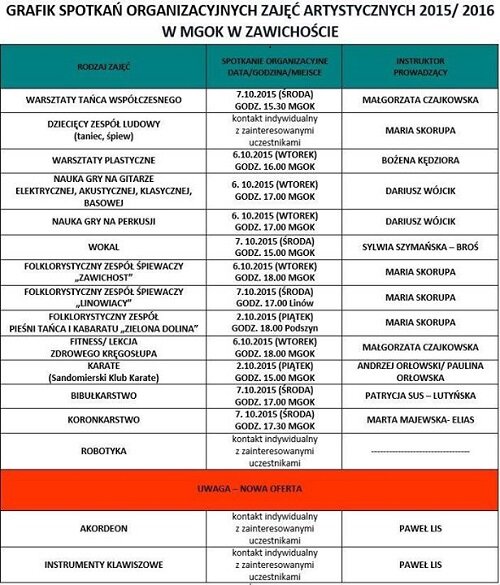 GRAFIK SPOTKAŃ ORGANIZACYJNYCH ZAJĘĆ ARTYSTYCZNYCH 2015/ 2016
W MGOK W ZAWICHOŚCIE
RODZAJ ZAJĘĆ
SPOTKANIE ORGANIZACYJNE
DATA/GODZINA/MIEJSCE
INSTRUKTOR
PROWADZĄCY
WARSZTATY TAŃCA WSPÓŁCZESNEGO
7.10.2015 (ŚRODA)
GODZ. 15.30 MGOK
MAŁGORZATA CZAJKOWSKA
DZIECIĘCY ZESPÓŁ LUDOWY
(taniec, śpiew)
kontakt indywidualny
z zainteresowanymi
uczestnikami
MARIA SKORUPA
WARSZTATY PLASTYCZNE
6.10.2015 (WTOREK)
GODZ. 16.00 MGOK
BOŻENA KĘDZIORA
NAUKA GRY NA GITARZE
ELEKTRYCZNEJ, AKUSTYCZNEJ, KLASYCZNEJ,
BASOWEJ
6. 10.2015 (WTOREK)
GODZ. 17.00 MGOK
DARIUSZ WÓJCIK
NAUKA GRY NA PERKUSJI
6. 10.2015 (WTOREK)
GODZ. 17.00 MGOK
DARIUSZ WÓJCIK
WOKAL
7. 10.2015 (ŚRODA)
GODZ. 15.00 MGOK
SYLWIA SZYMAŃSKA – BROŚ
FOLKLORYSTYCZNY ZESPÓŁ ŚPIEWACZY
„ZAWICHOST”
6.10.2015 (WTOREK)
GODZ. 18.00 MGOK
MARIA SKORUPA
FOLKLORYSTYCZNY ZESPÓŁ ŚPIEWACZY
„LINOWIACY”
7.10.2015 (ŚRODA)
GODZ. 17.00 Linów
MARIA SKORUPA
FOLKLORYSTYCZNY ZESPÓŁ
PIEŚNI TAŃCA I KABARATU „ZIELONA DOLINA”
2.10.2015 (PIĄTEK)
GODZ. 18.00 Podszyn
MARIA SKORUPA
FITNESS/ LEKCJA
ZDROWEGO KRĘGOSŁUPA
6.10.2015 (WTOREK)
GODZ. 18.00 MGOK
MAŁGORZATA CZAJKOWSKA
KARATE
(Sandomierski Klub Karate)
2.10.2015 (PIĄTEK)
GODZ. 15.00 MGOK
ANDRZEJ ORŁOWSKI/ PAULINA
ORŁOWSKA
BIBUŁKARSTWO
7.10.2015 (ŚRODA)
GODZ. 17.00 MGOK
PATRYCJA SUS – LUTYŃSKA
KORONKARSTWO
7. 10.2015 (ŚRODA)
GODZ. 17.30 MGOK
MARTA MAJEWSKA- ELIAS
ROBOTYKA
kontakt indywidualny
z zainteresowanymi
uczestnikami
---------------------------------
UWAGA – NOWA OFERTA
AKORDEON
kontakt indywidualny
z zainteresowanymi
uczestnikami
PAWEŁ LIS
INSTRUMENTY KLAWISZOWE
kontakt indywidualny
z zainteresowanymi
uczestnikami
PAWEŁ LIS